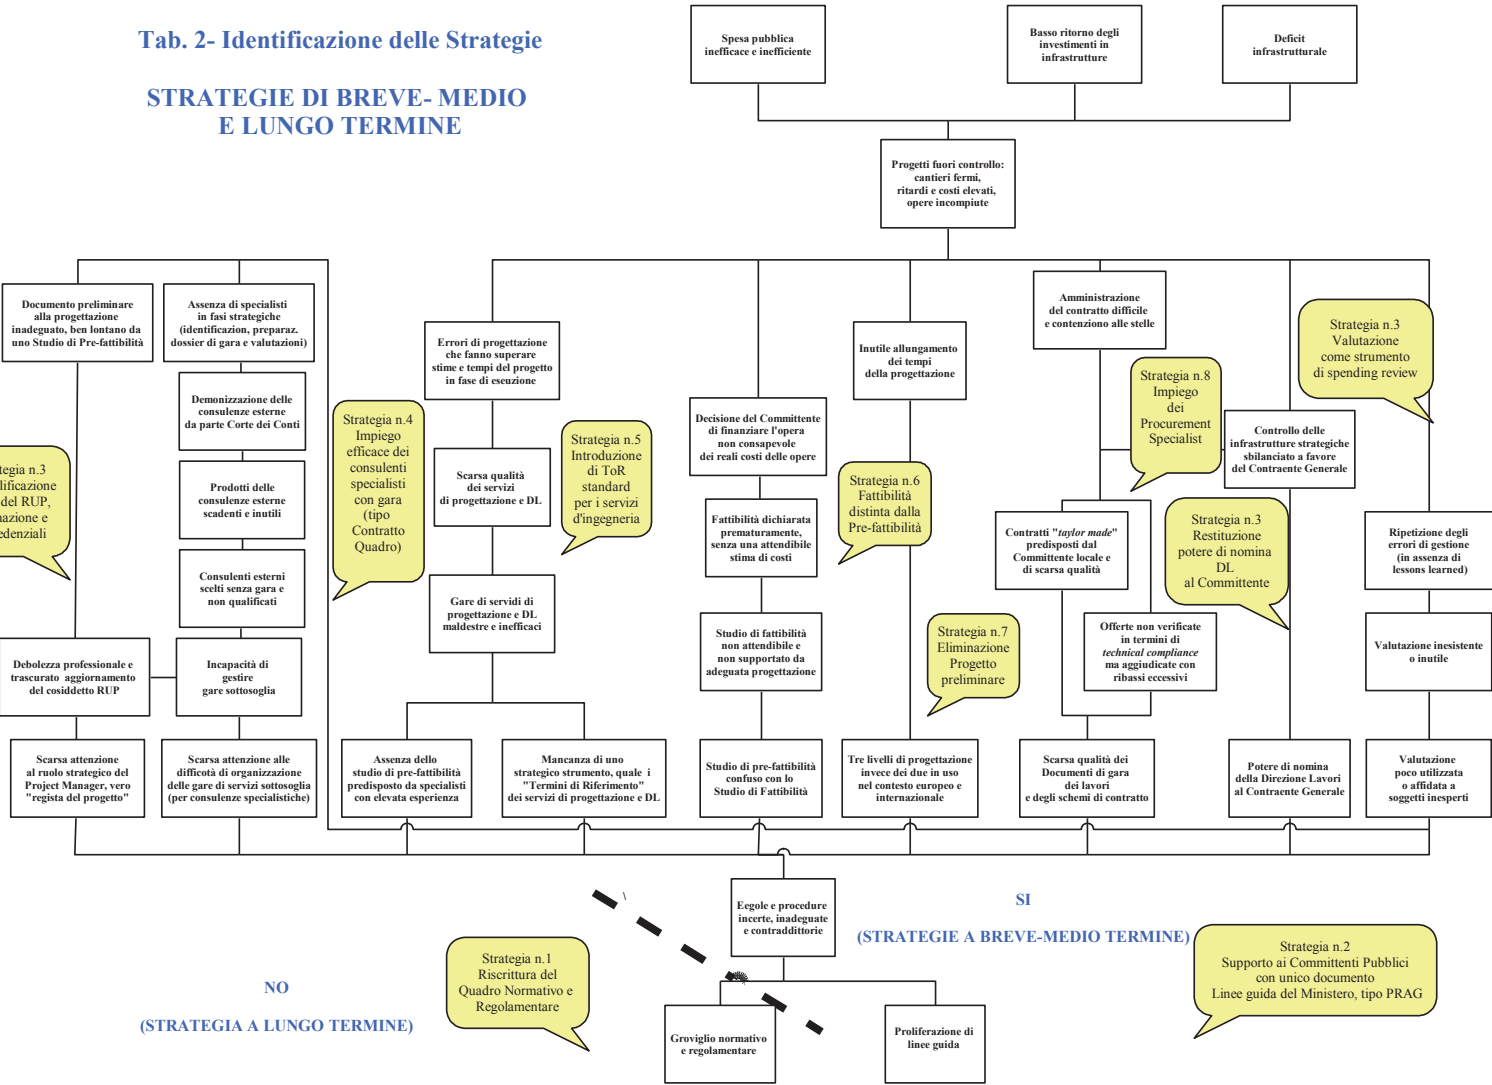 Tab. 2- Identificazione delle Strategie
STRATEGIE DI BREVE- MEDIO
E LUNGO TERMINE
Spesa pubblica
inefficace e inefficiente
Basso ritorno degli
investimenti in
infrastrutture
Deficit
infrastrutturale
Progetti fuori controllo:
cantieri fermi,
ritardi e costi elevati,
opere incompiute
Documento preliminare
alla progettazione
inadeguato, ben lontano da
uno Studio di Pre-fattibilità
Assenza di specialisti
in fasi strategiche
(identificazion, preparaz.
dossier di gara e valutazioni)
Errori di progettazione
che fanno superare
stime e tempi del progetto
in fase di eseuzione
Inutile allungamento
dei tempi
della progettazione
Amministrazione
del contratto difficile
e contenziono alle stelle
Strategia n.3
Valutazione
come strumento
di spending review
Strategia n.8
Impiego
dei
Procurement
Specialist
Demonizzazione delle
consulenze esterne
da parte Corte dei Conti
Strategia n.4
Impiego
efficace dei
consulenti
specialisti
con gara
(tipo
Contratto
Quadro)
Strategia n.5
Introduzione
di ToR
standard
per i servizi
d'ingegneria
Decisione del Committente
di finanziare l'opera
non consapevole
dei reali costi delle opere
Controllo delle
infrastrutture strategiche
sbilanciato a favore
del Contraente Generale
tegia n.3
lificazione
del RUP,
nazione e
edenziali
Prodotti delle
consulenze esterne
scadenti e inutili
Scarsa qualità
dei servizi
di progettazione e DL
Strategia n.6
Fattibilità
distinta dalla
Pre-fattibilità
Fattibilità dichiarata
prematuramente,
senza una attendibile
stima di costi
Contratti "taylor made"
predisposti dal
Committente locale e
di scarsa qualità
Strategia n.3
Restituzione
potere di nomina
DL
al Committente
Ripetizione degli
errori di gestione
(in assenza di
lessons learned)
Consulenti esterni
scelti senza gara e
non qualificati
Gare di servidi di
progettazione e DL
maldestre e inefficaci
Studio di fattibilità
non attendibile e
non supportato da
adeguata progettazione
Strategia n.7
Eliminazione
Progetto
preliminare
Offerte non verificate
in termini di
technical compliance
ma aggiudicate con
ribassi eccessivi
Valutazione inesistente
o inutile
Debolezza professionale e
trascurato aggiornamento
del cosiddetto RUP
Incapacità di
gestire
gare sottosoglia
Scarsa attenzione
al ruolo strategico del
Project Manager, vero
"regista del progetto"
Scarsa attenzione alle
difficotà di organizzazione
delle gare di servizi sottosoglia
(per consulenze specialistiche)
Assenza dello
studio di pre-fattibilità
predisposto da specialisti
con elevata esperienza
Mancanza di uno
strategico strumento, quale i
"Termini di Riferimento"
dei servizi di progettazione e DL
Studio di pre-fattibilità
confuso con lo
Studio di Fattibilità
Tre livelli di progettazione
invece dei due in uso
nel contesto europeo e
internazionale
Scarsa qualità dei
Documenti di gara
dei lavori
e degli schemi di contratto
Potere di nomina
della Direzione Lavori
al Contraente Generale
Valutazione
poco utilizzata
o affidata a
soggetti inesperti
Eegole e procedure
incerte, inadeguate
e contraddittorie
SI
(STRATEGIE A BREVE-MEDIO TERMINE)
Strategia n.1
Riscrittura del
Quadro Normativo e
Regolamentare
Strategia n.2
Supporto ai Committenti Pubblici
con unico documento
Linee guida del Ministero, tipo PRAG
NO
(STRATEGIA A LUNGO TERMINE)
Groviglio normativo
e regolamentare
Proliferazione di
linee guida